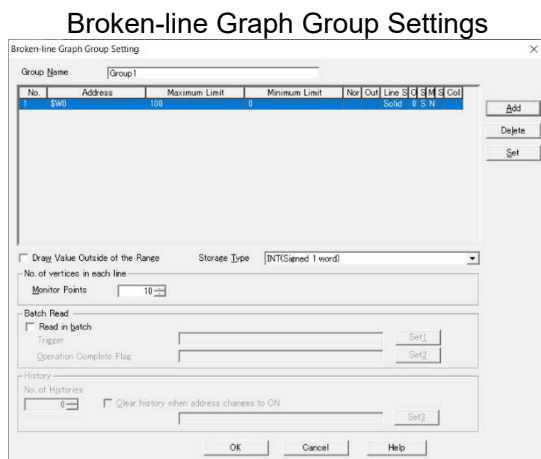 Broken-line Graph Group Settings
Broken-line Graph Group Setting
Group Name Group1
No. Address Maximum Limit Minimum Limit Nor Out Line S O S M S Col
1 $W0 100 0 Solid 0 S N
Add
Delete
Set
Draw Value Outside of the Range Storage Type INT(Signed 1 word)
No. of vertices in each line
Monitor Points 10
Batch Read
Read in batch
Trigger Set1
Operation Complete Flag Set2
History
No. of Histories
0 Clear history when address changes to ON
Set3
OK Cancel Help